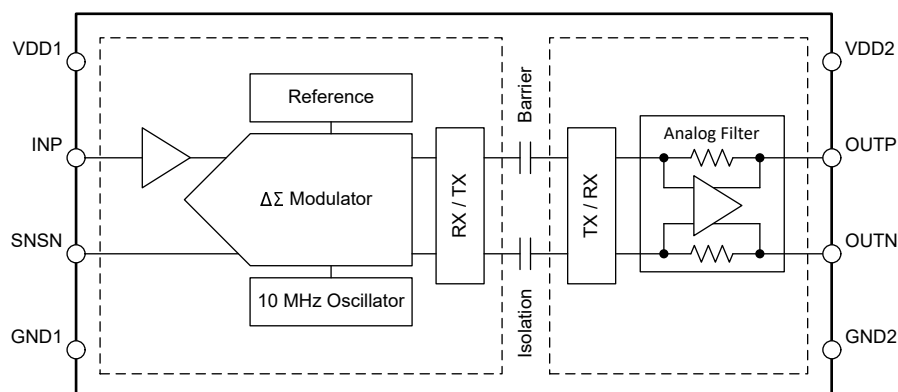 VDD1
VDD2
Reference
Barrier
INP
Analog Filter
OUTP
ΔΣ Modulator
RX / TX
TX / RX
SNSN
OUTN
10 MHz Oscillator
Isolation
GND1
GND2